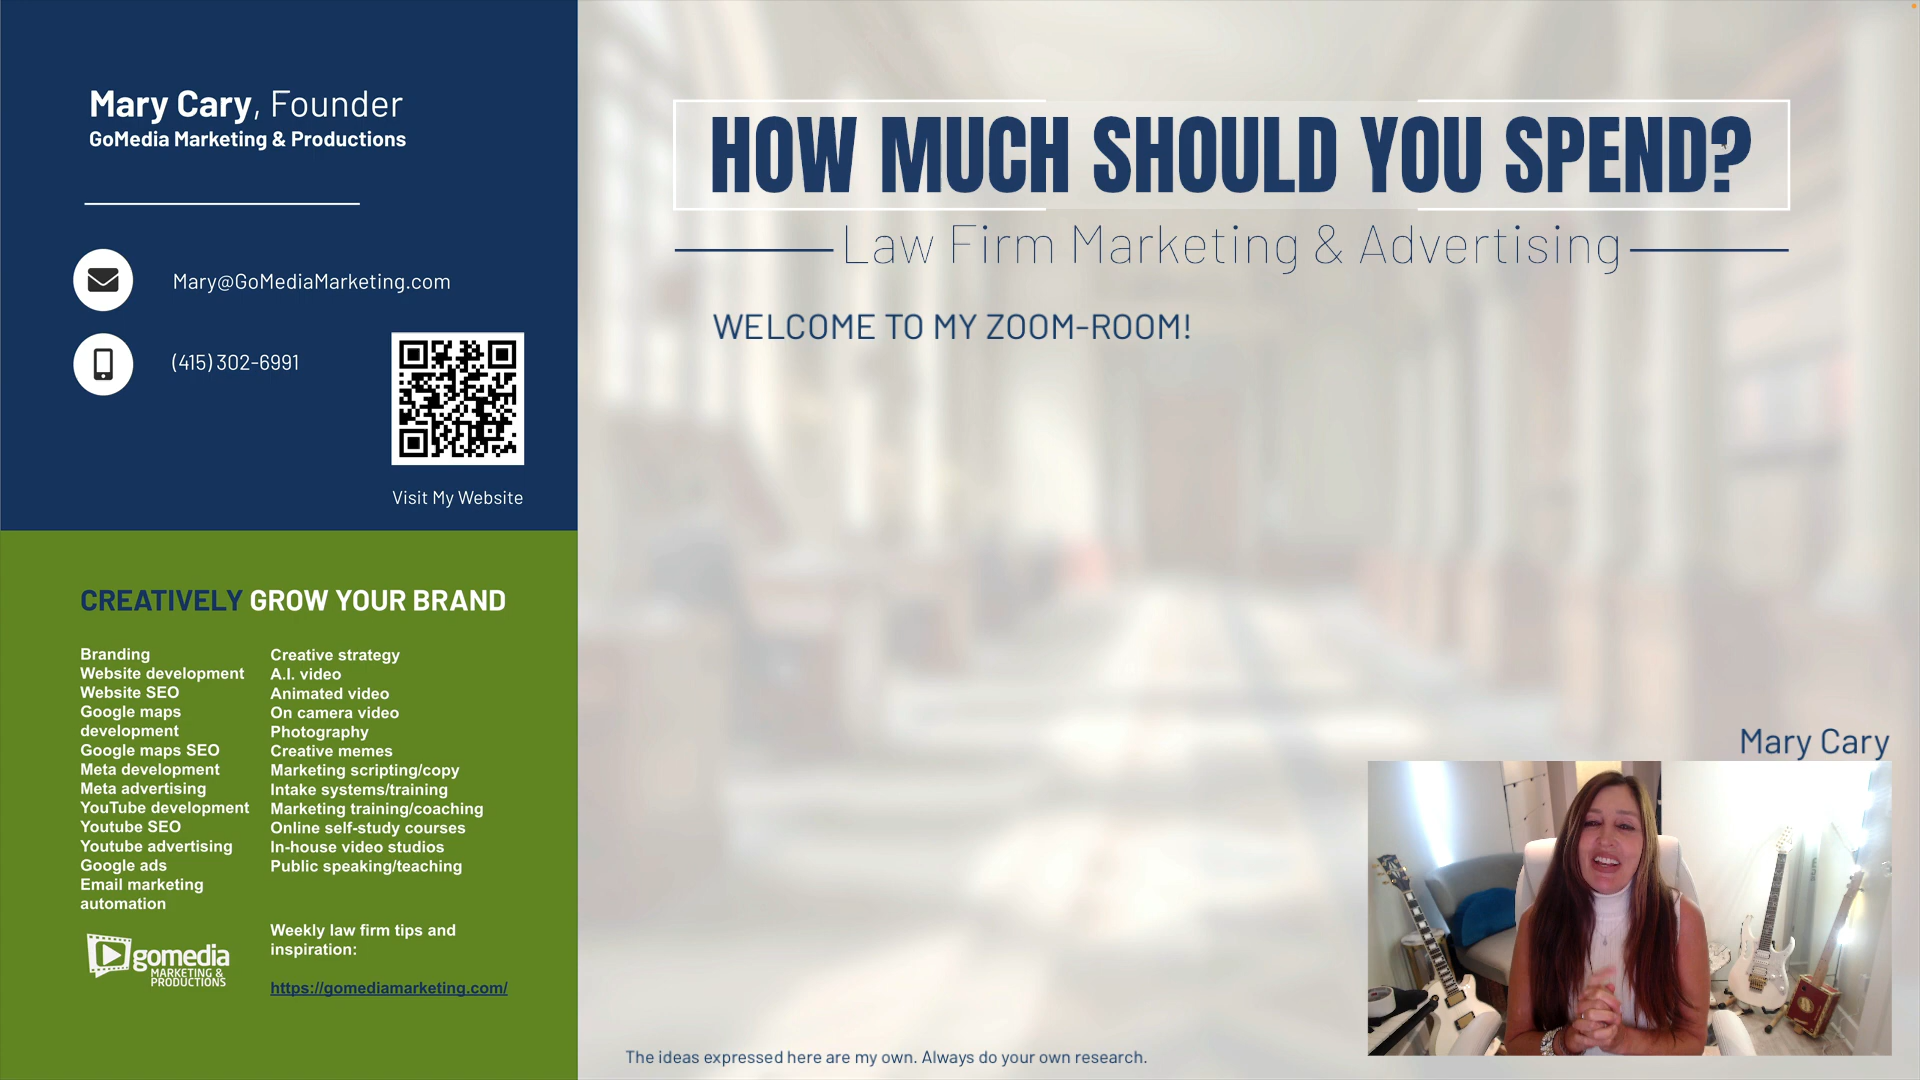 Mary Cary, Founder
GoMedia Marketing & Productions
Mary@GoMediaMarketing.com
(415) 302-6991
Visit My Website
CREATIVELY GROW YOUR BRAND
Branding
Website development
Website SEO
Google maps
development
Google maps SEO
Meta development
Meta advertising
YouTube development
Youtube SEO
Youtube advertising
Google ads
Email marketing
automation
Creative strategy
A.I. video
Animated video
On camera video
Photography
Creative memes
Marketing scripting/copy
Intake systems/training
Marketing training/coaching
Online self-study courses
In-house video studios
Public speaking/teaching
Weekly law firm tips and
inspiration:
https://gomediamarketing.com/
gomedia
MARKETING &
PRODUCTIONS
HOW MUCH SHOULD YOU SPEND?
Law Firm Marketing & Advertising
WELCOME TO MY ZOOM-ROOM!
Mary Cary
The ideas expressed here are my own. Always do your own research.